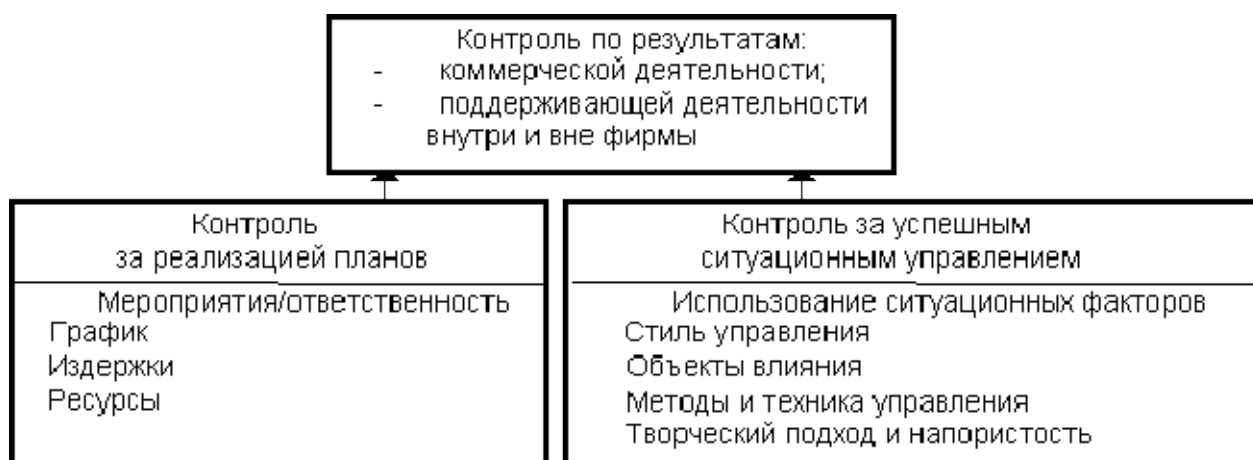 Контроль по результатам:
- коммерческой деятельности;
- поддерживающей деятельности
внутри и вне фирмы
Контроль
за реализацией планов
Мероприятия/ответственность
График
Издержки
Ресурсы
Контроль за успешным
ситуационным управлением
Использование ситуационных факторов
Стиль управления
Объекты влияния
Методы и техника управления
Творческий подход и напористость